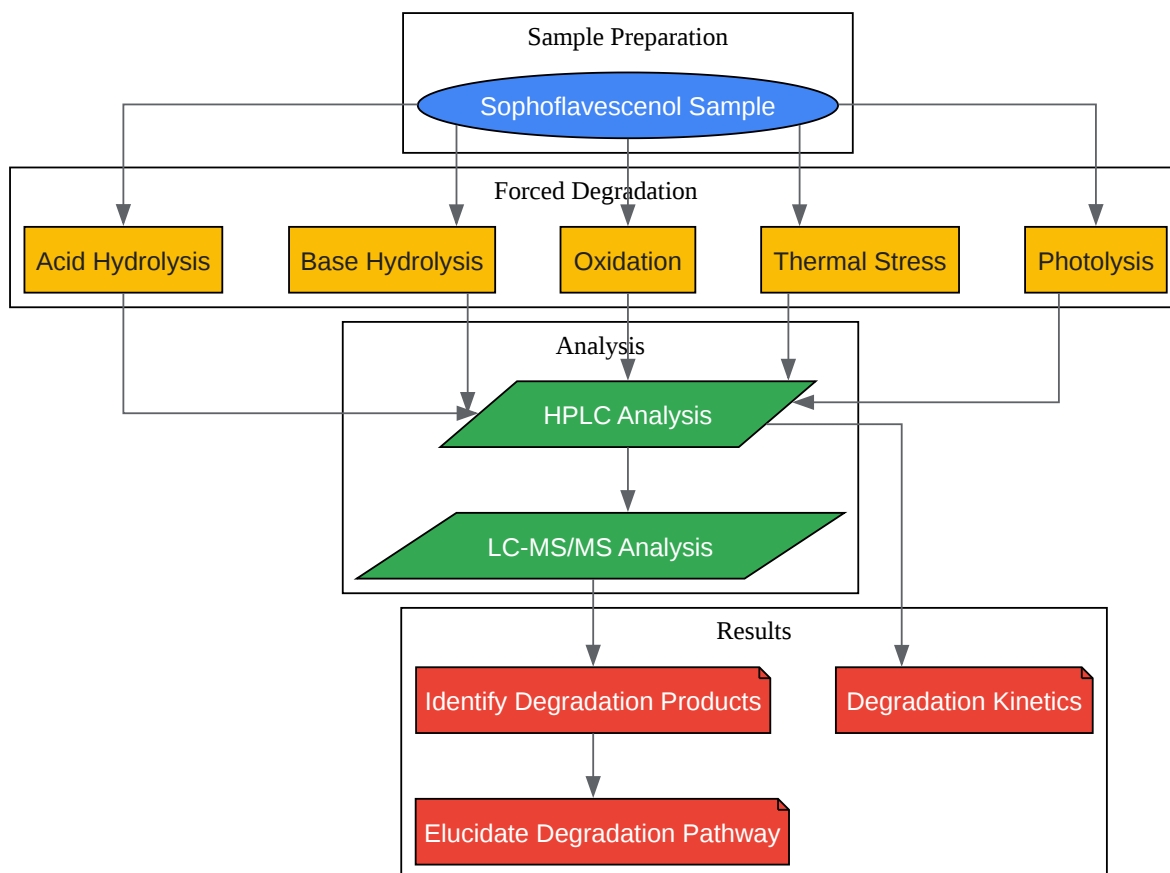 Sample Preparation
Sophoflavescenol Sample
Forced Degradation
Acid Hydrolysis
Base Hydrolysis
Oxidation
Thermal Stress
Photolysis
Analysis
HPLC Analysis
LC-MS/MS Analysis
Results
Identify Degradation Products
Degradation Kinetics
Elucidate Degradation Pathway